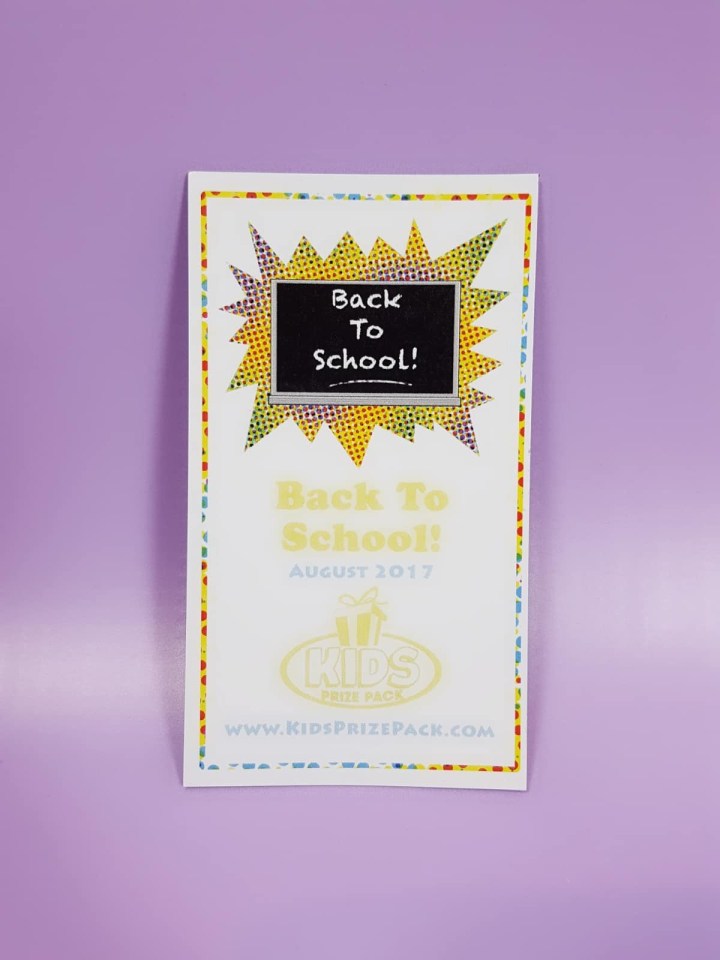 Back
To
School!
Back To
School!
August 2017
KIDS
PRIZE PACK
www.KidsPrizePack.com